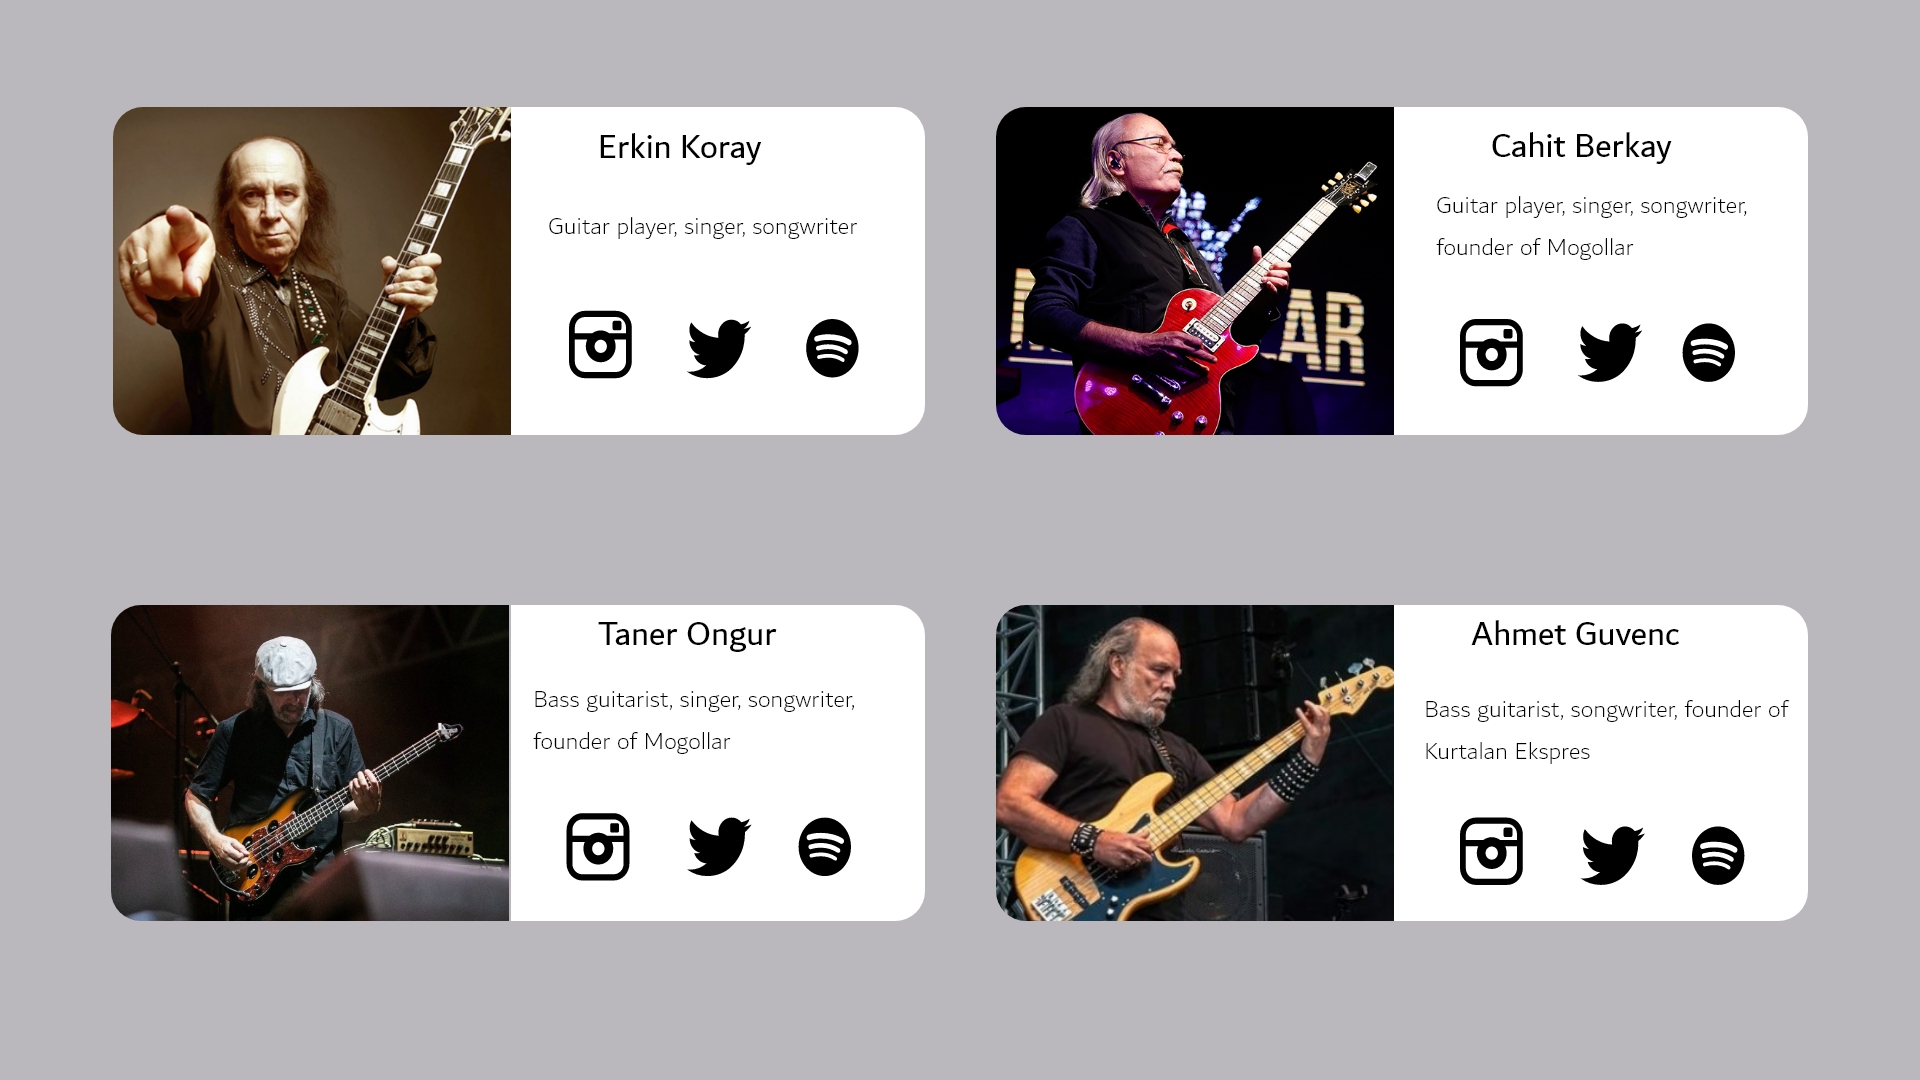 Erkin Koray
Guitar player, singer, songwriter
Cahit Berkay
Guitar player, singer, songwriter,
founder of Mogollar
LAR
Taner Ongur
Bass guitarist, singer, songwriter,
founder of Mogollar
Ahmet Guvenc
Bass guitarist, songwriter, founder of
Kurtalan Ekspres